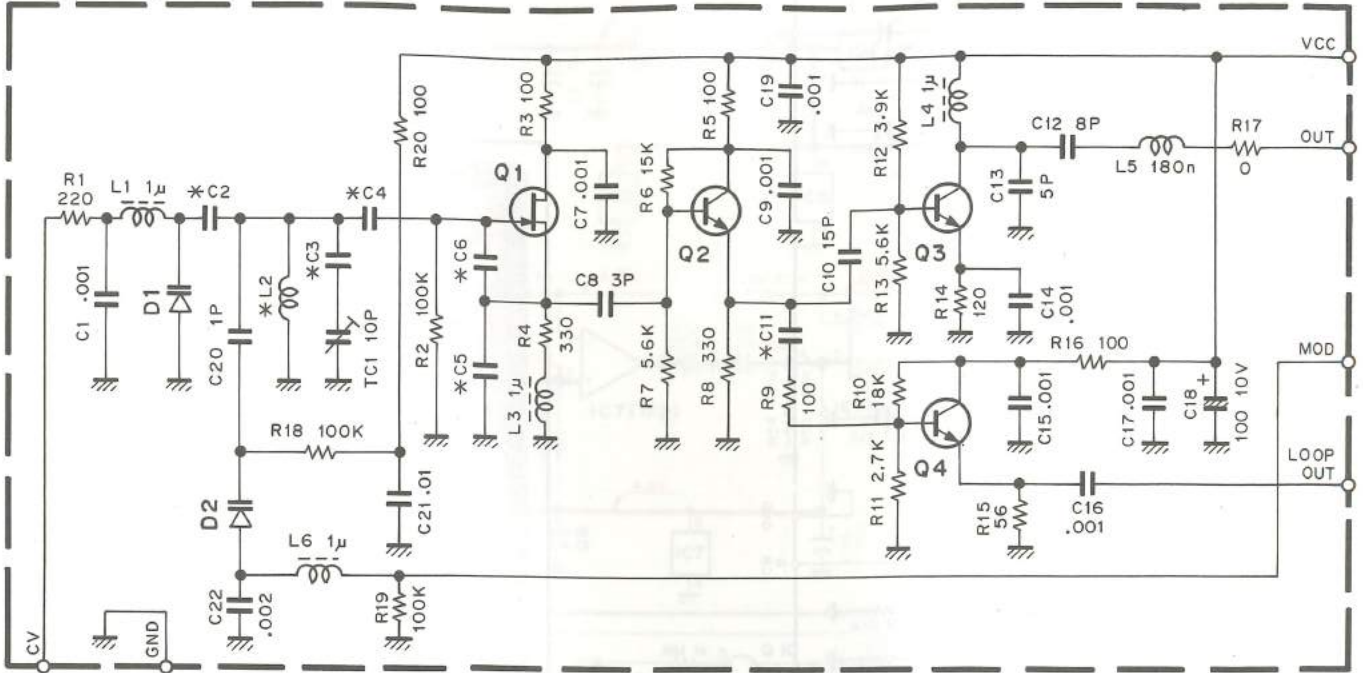 VCC
OUT
MOD
LOOP
OUT
CV
GND
R1
220
L1 1μ
*C2
*C4
*C3
*L2
TC1 10P
C1 .001
D1
C20 1P
R20 100
R18 100K
D2
C21 .01
L6 1μ
C22 .002
R19 100K
R2 100K
*C6
*C5
Q1
R3 100
C7 .001
C8 3P
R4 330
L3 1μ
R6 15K
R7 5.6K
Q2
R5 100
C9 .001
R8 330
C19 .001
C10 15P
*C11
R9 100
R12 3.9K
R13 5.6K
Q3
L4 1μ
C12 8P
C13 5P
L5 180n
R17
0
R14 120
C14 .001
R10 18K
R11 2.7K
Q4
R16 100
C15 .001
C17 .001
C18 +
100 10V
R15 56
C16
.001